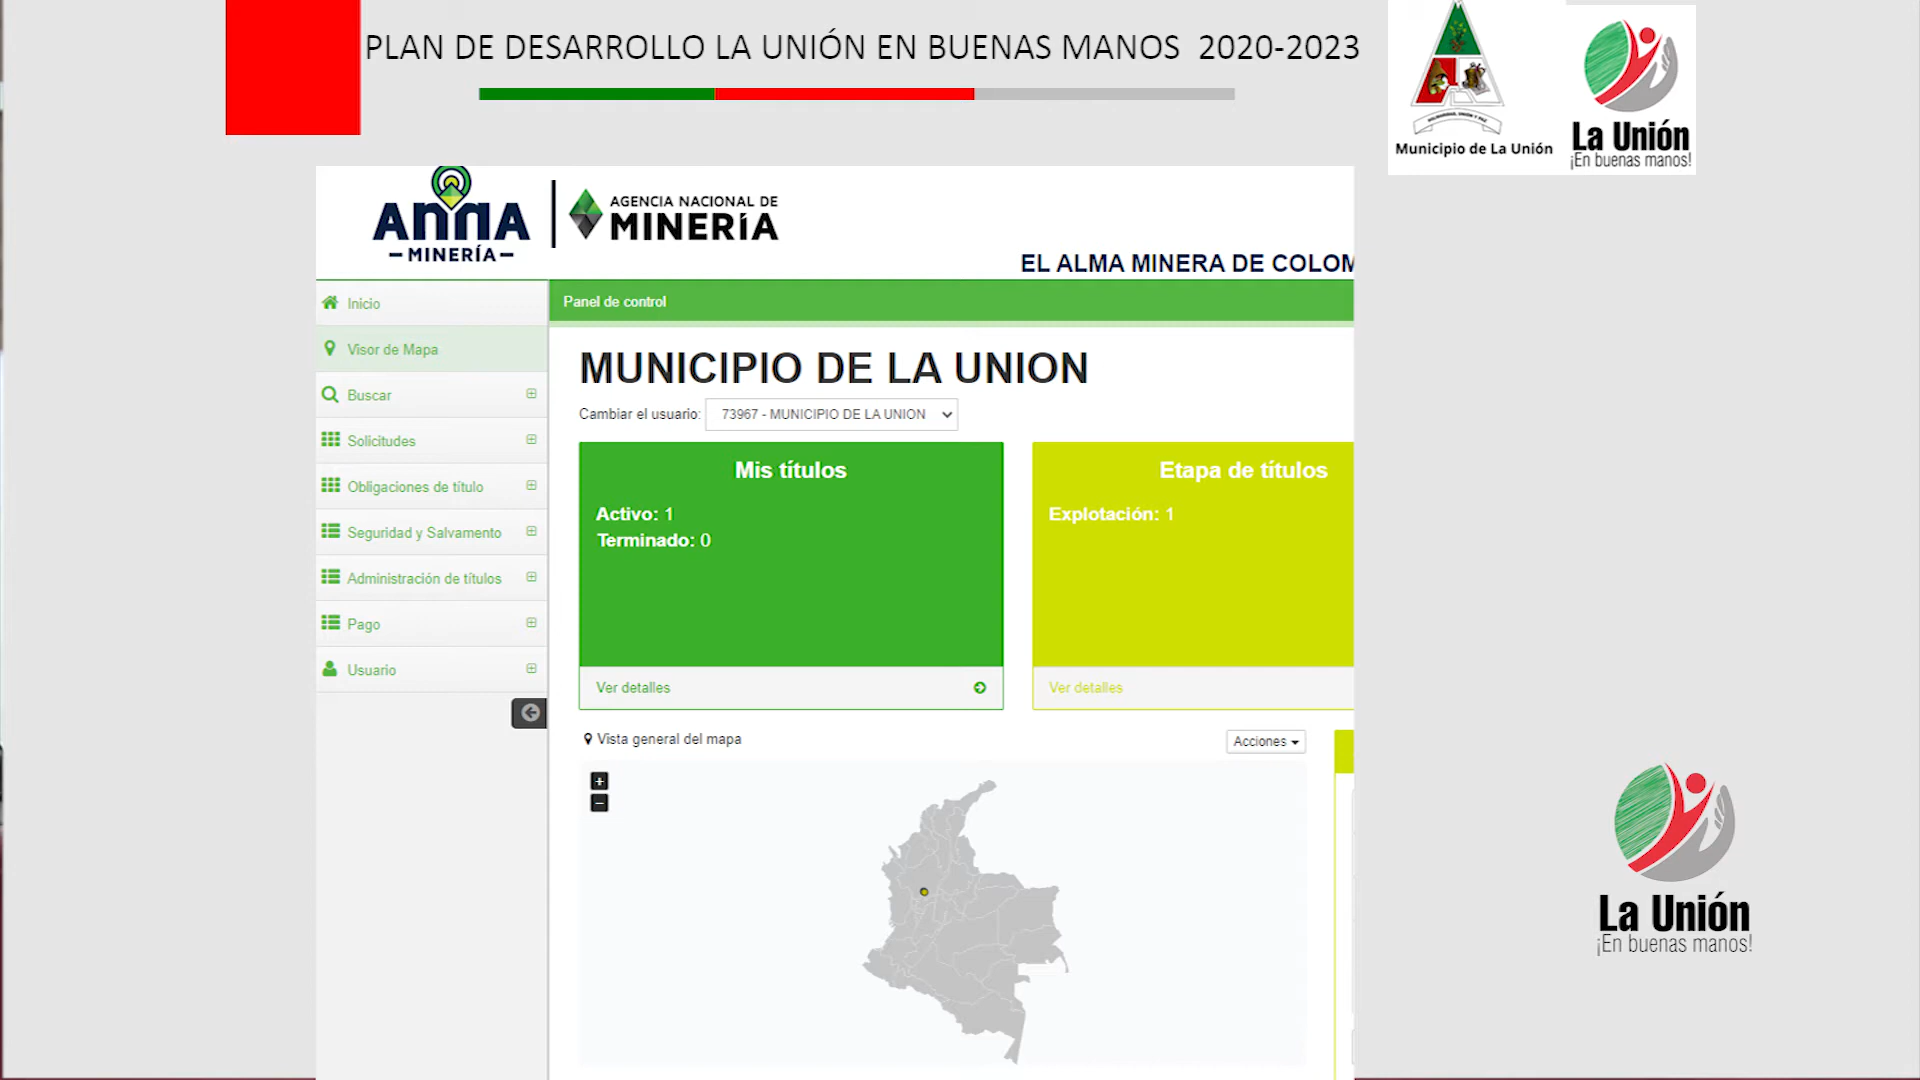 PLAN DE DESARROLLO LA UNIÓN EN BUENAS MANOS 2020-2023
Municipio de La Unión
La Unión
¡En buenas manos!
ANNA
MINERÍA
AGENCIA NACIONAL DE
MINERÍA
EL ALMA MINERA DE COLOM
Inicio
Visor de Mapa
Buscar
Solicitudes
Obligaciones de título
Seguridad y Salvamento
Administración de títulos
Pago
Usuario
Panel de control
MUNICIPIO DE LA UNION
Cambiar el usuario: 73967 - MUNICIPIO DE LA UNION
Mis títulos
Activo: 1
Terminado: 0
Ver detalles
Etapa de títulos
Explotación: 1
Ver detalles
Vista general del mapa
Acciones
La Unión
¡En buenas manos!